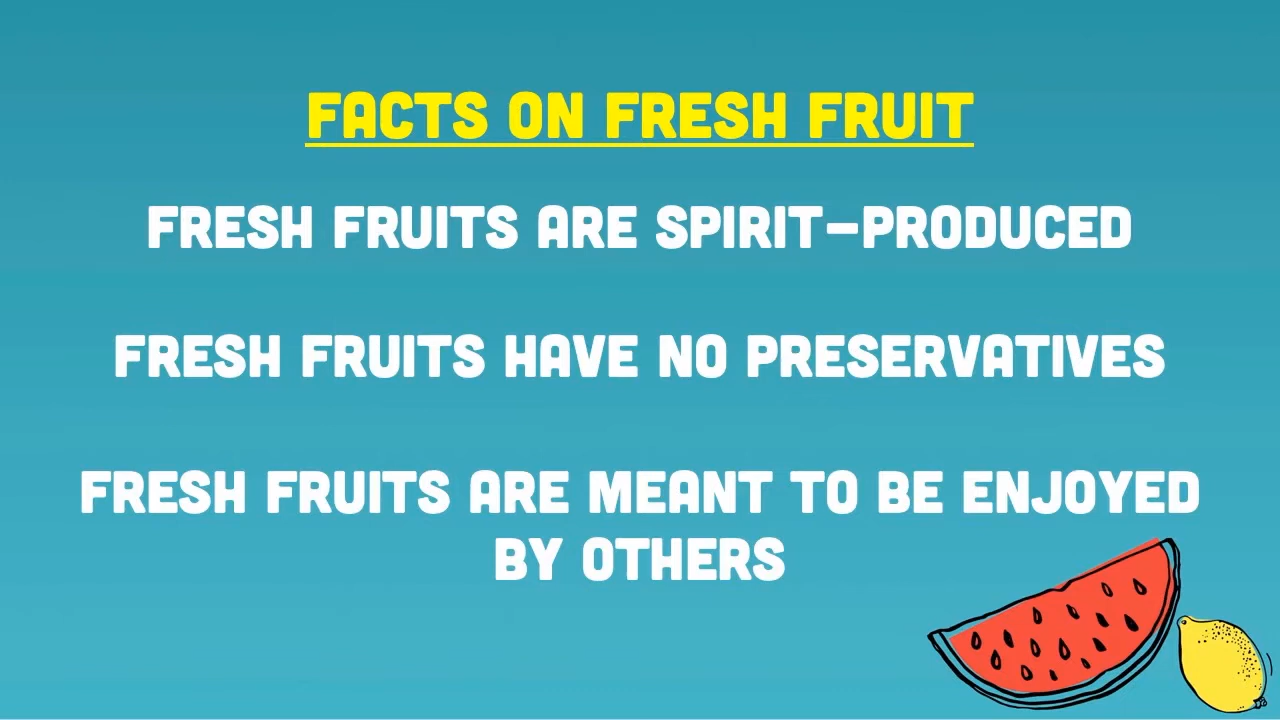 FACTS ON FRESH FRUIT
FRESH FRUITS ARE SPIRIT-PRODUCED
FRESH FRUITS HAVE NO PRESERVATIVES
FRESH FRUITS ARE MEANT TO BE ENJOYED
BY OTHERS